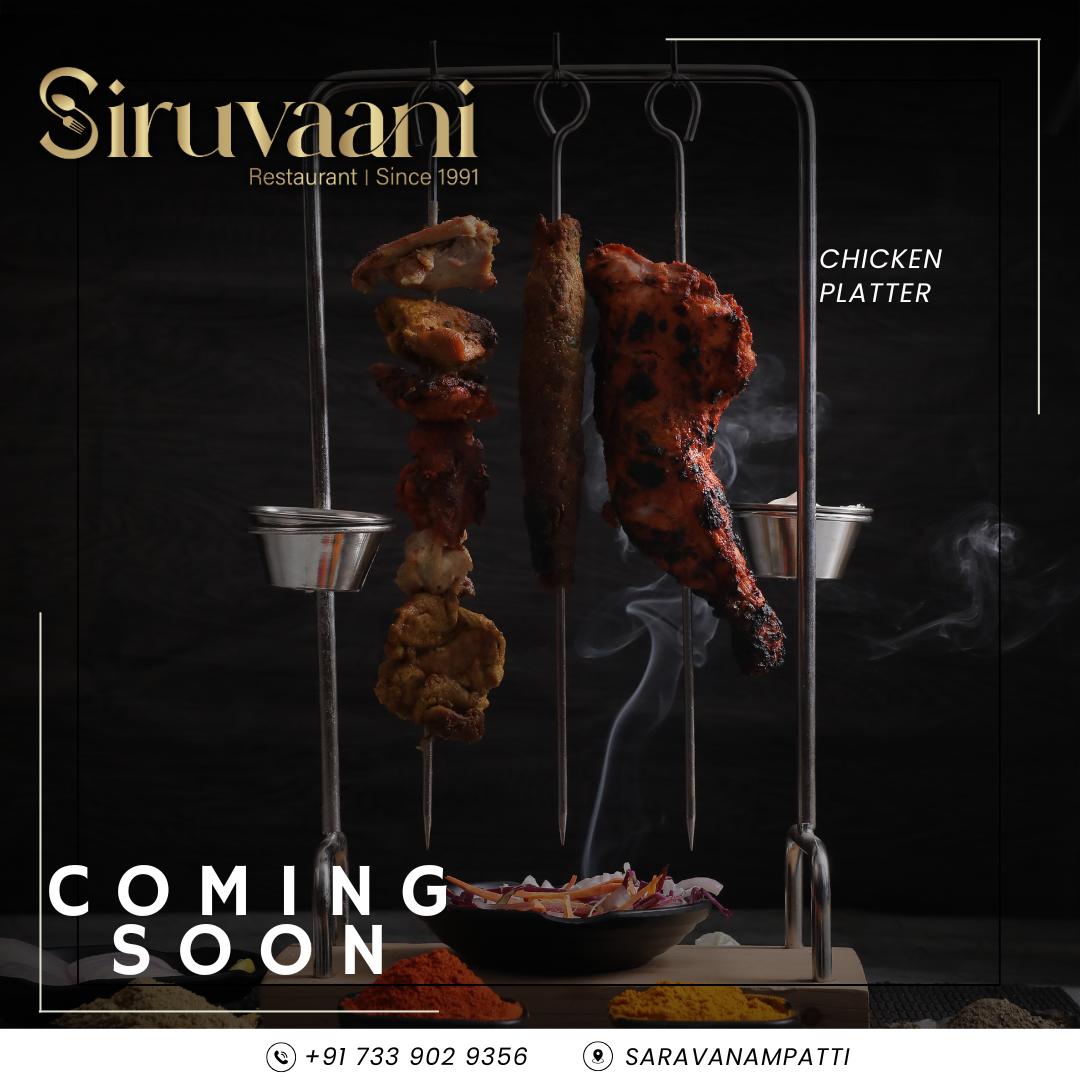 Siruvaani
Restaurant | Since 1991
CHICKEN
PLATTER
COMING
SOON
+91 733 902 9356
SARAVANAMPATTI